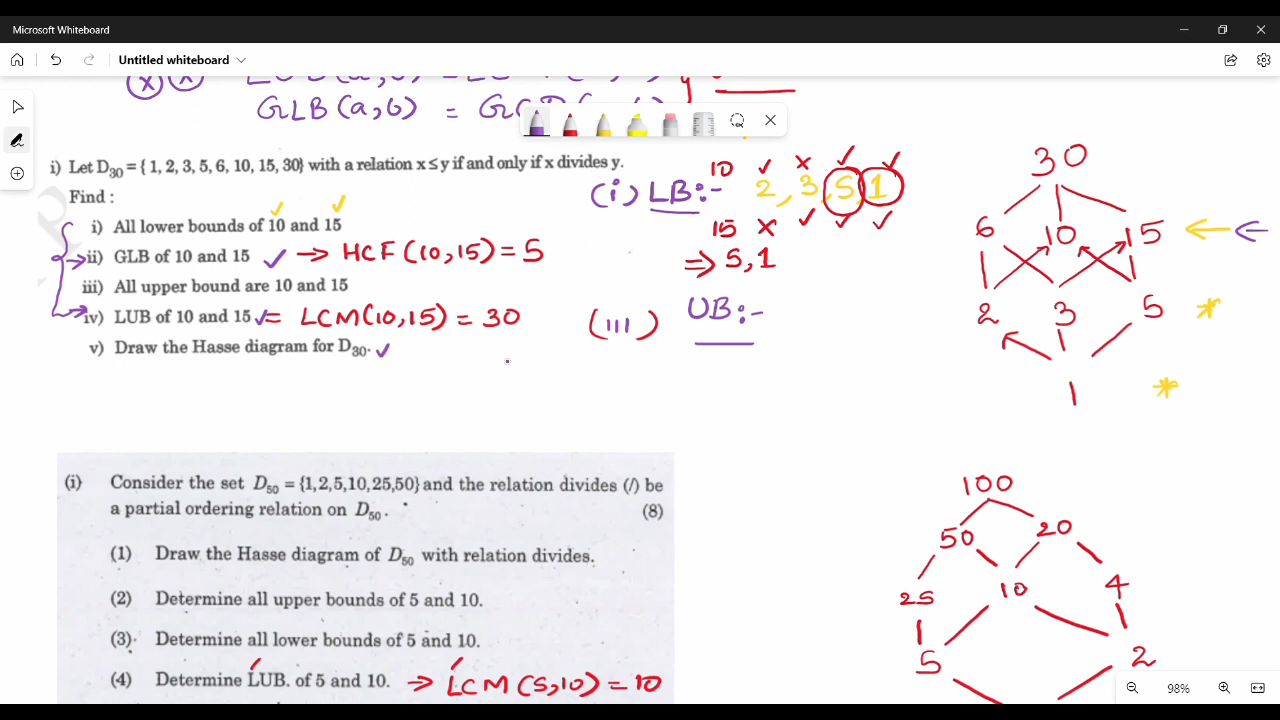 Microsoft Whiteboard
Untitled whiteboard
GLB (a,b) =
i) Let D30 = { 1, 2, 3, 5, 6, 10, 15, 30} with a relation x ≤ y if and only if x divides y.
Find :
i) All lower bounds of 10 and 15
ii) GLB of 10 and 15 ✓ → HCF (10,15) = 5
iii) All upper bound are 10 and 15
iv) LUB of 10 and 15 ✓ = LCM(10,15) = 30
v) Draw the Hasse diagram for D30. ✓
10 ✓ × ✓ ✓
(i) LB:- 2, 3, 5, 1
15 × ✓ ✓ ✓
⇒ 5, 1
(iii) UB:-
30
6 10 15
2 3 5
1
(i) Consider the set D50 = {1,2,5,10,25,50} and the relation divides (/) be
a partial ordering relation on D50.
(8)
(1) Draw the Hasse diagram of D50 with relation divides.
(2) Determine all upper bounds of 5 and 10.
(3) Determine all lower bounds of 5 and 10.
(4) Determine LUB. of 5 and 10. → LCM (5,10) = 10
100
50 20
25 10 4
5 2
98%